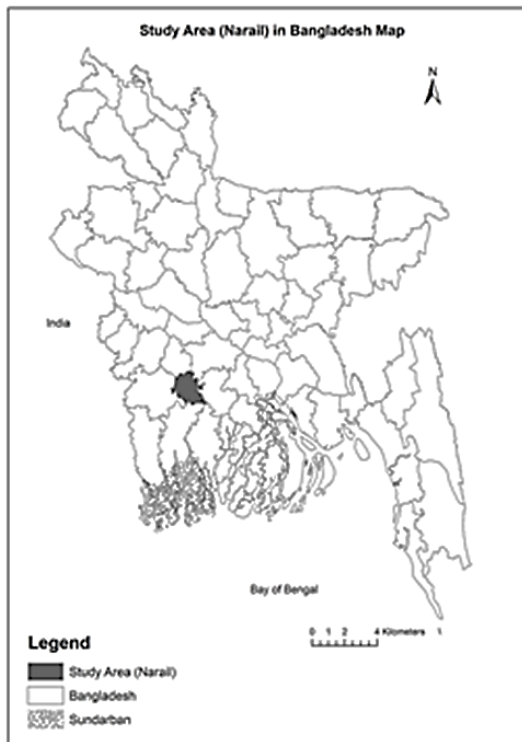 Study Area (Narail) in Bangladesh Map
N
India
Bay of Bengal
0 1 2 4 Kilometers 1
Legend
Study Area (Narail)
Bangladesh
Sundarban